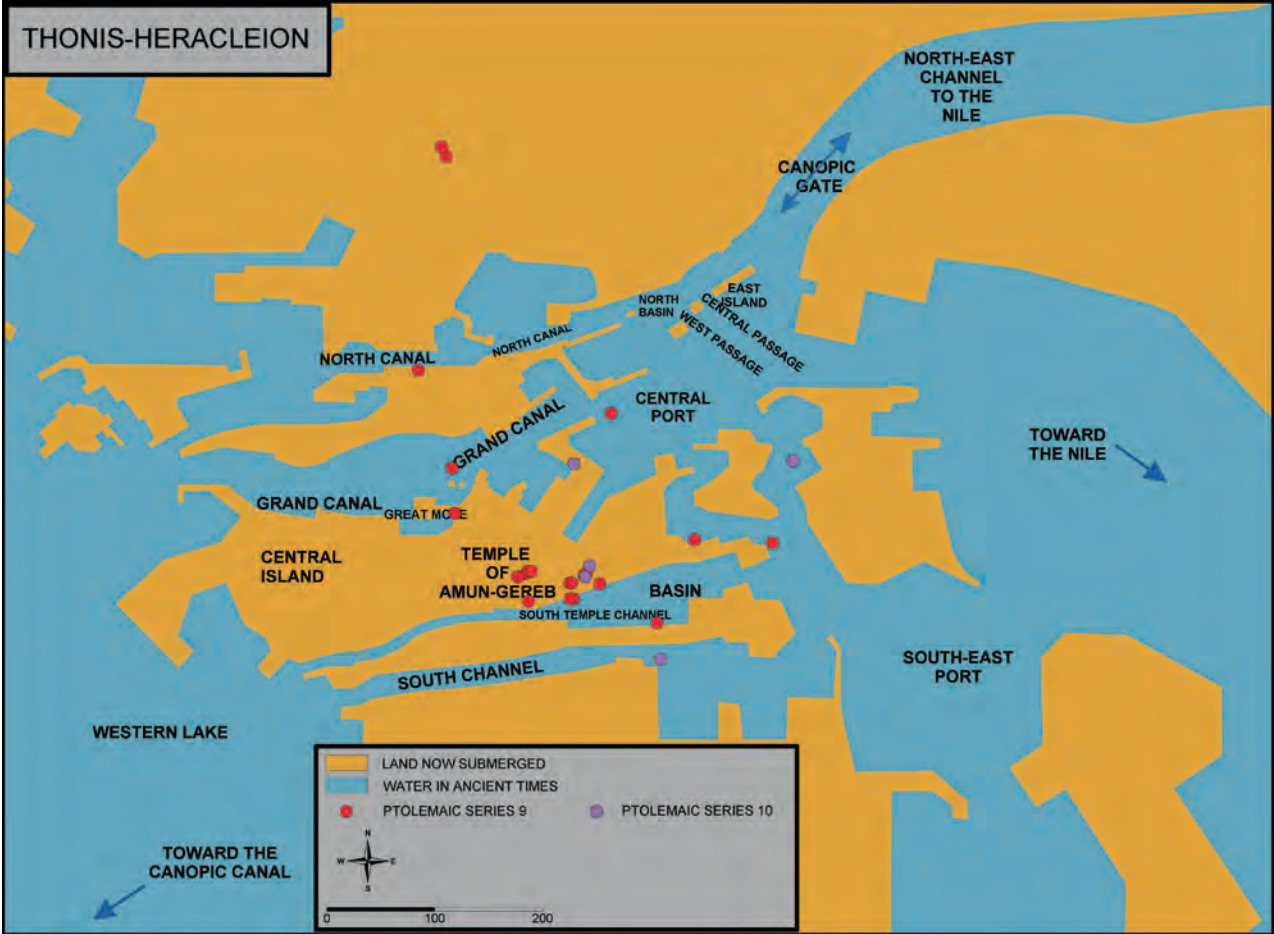 THONIS-HERACLEION
NORTH-EAST
CHANNEL
TO THE
NILE
CANOPIC
GATE
EAST
ISLAND
NORTH
BASIN
CENTRAL PASSAGE
WEST PASSAGE
NORTH CANAL
NORTH CANAL
CENTRAL
PORT
GRAND CANAL
TOWARD
THE NILE
GRAND CANAL
GREAT MOLE
CENTRAL
ISLAND
TEMPLE
OF
AMUN-GEREB
BASIN
SOUTH TEMPLE CHANNEL
SOUTH CHANNEL
SOUTH-EAST
PORT
WESTERN LAKE
LAND NOW SUBMERGED
WATER IN ANCIENT TIMES
PTOLEMAIC SERIES 9
PTOLEMAIC SERIES 10
N
W E
S
0 100 200
TOWARD THE
CANOPIC CANAL